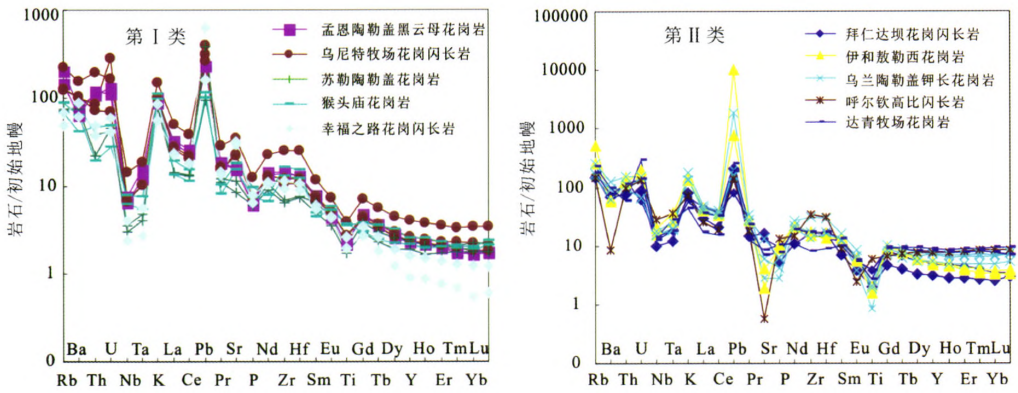 1000
100
10
1
0
岩石/初始地幔
第 I 类
孟恩陶勒盖黑云母花岗岩
乌尼特牧场花岗闪长岩
苏勒陶勒盖花岗岩
猴头庙花岗岩
幸福之路花岗闪长岩
Ba U Ta La Pb Sr Nd Hf Eu Gd Dy Ho Tm Lu
Rb Th Nb K Ce Pr P Zr Sm Ti Tb Y Er Yb
100000
10000
1000
100
10
1
0
岩石/初始地幔
第 II 类
拜仁达坝花岗闪长岩
伊和敖勒西花岗岩
乌兰陶勒盖钾长花岗岩
呼尔钦高比闪长岩
达青牧场花岗岩
Ba U Ta La Pb Sr Nd Hf Eu Gd Dy Ho Tm Lu
Rb Th Nb K Ce Pr P Zr Sm Ti Tb Y Er Yb